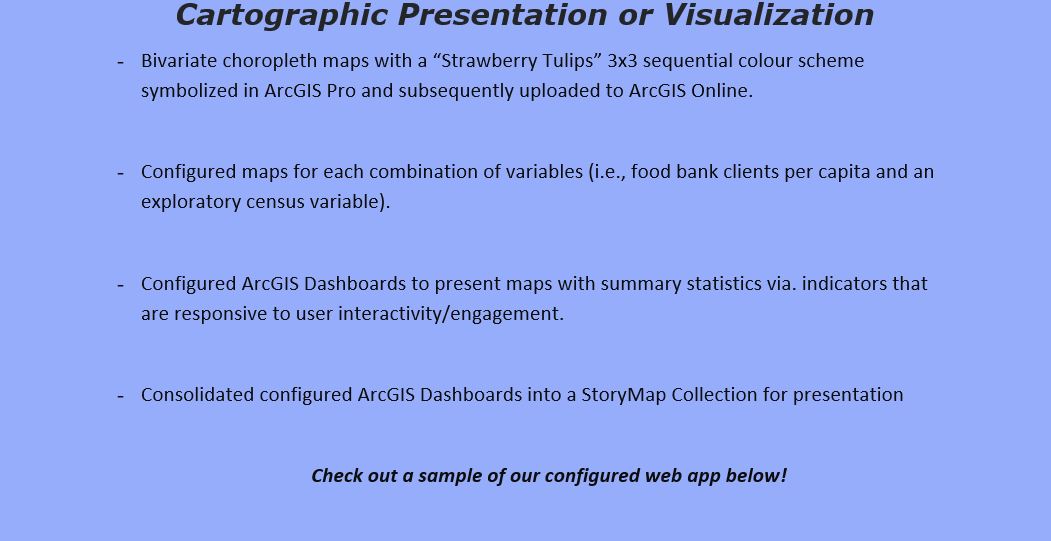 Cartographic Presentation or Visualization
- Bivariate choropleth maps with a “Strawberry Tulips” 3x3 sequential colour scheme
symbolized in ArcGIS Pro and subsequently uploaded to ArcGIS Online.
- Configured maps for each combination of variables (i.e., food bank clients per capita and an
exploratory census variable).
- Configured ArcGIS Dashboards to present maps with summary statistics via. indicators that
are responsive to user interactivity/engagement.
- Consolidated configured ArcGIS Dashboards into a StoryMap Collection for presentation
Check out a sample of our configured web app below!